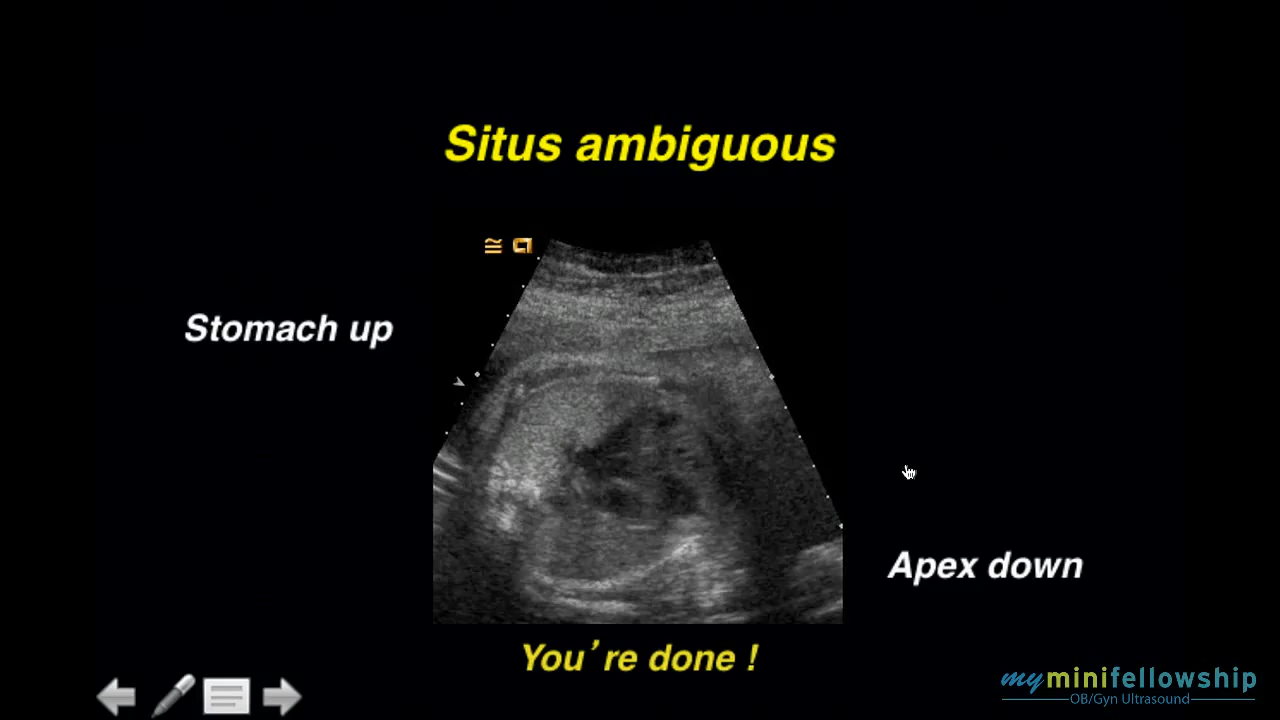 Situs ambiguous
Stomach up
Apex down
You’re done !
myminifellowship
OB/Gyn Ultrasound